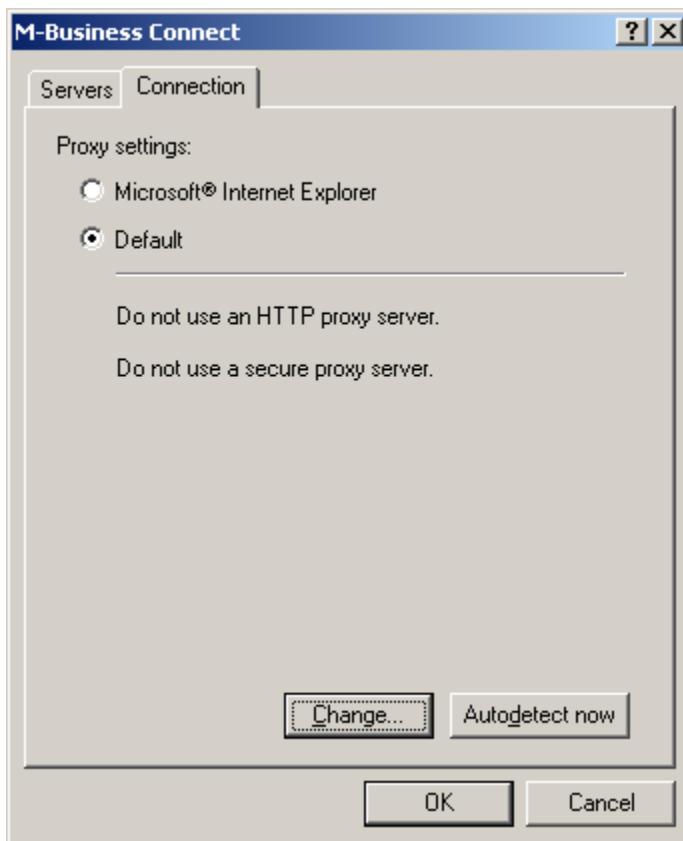 M-Business Connect
Servers Connection
Proxy settings:
Microsoft® Internet Explorer
Default
Do not use an HTTP proxy server.
Do not use a secure proxy server.
Change... Autodetect now
OK Cancel